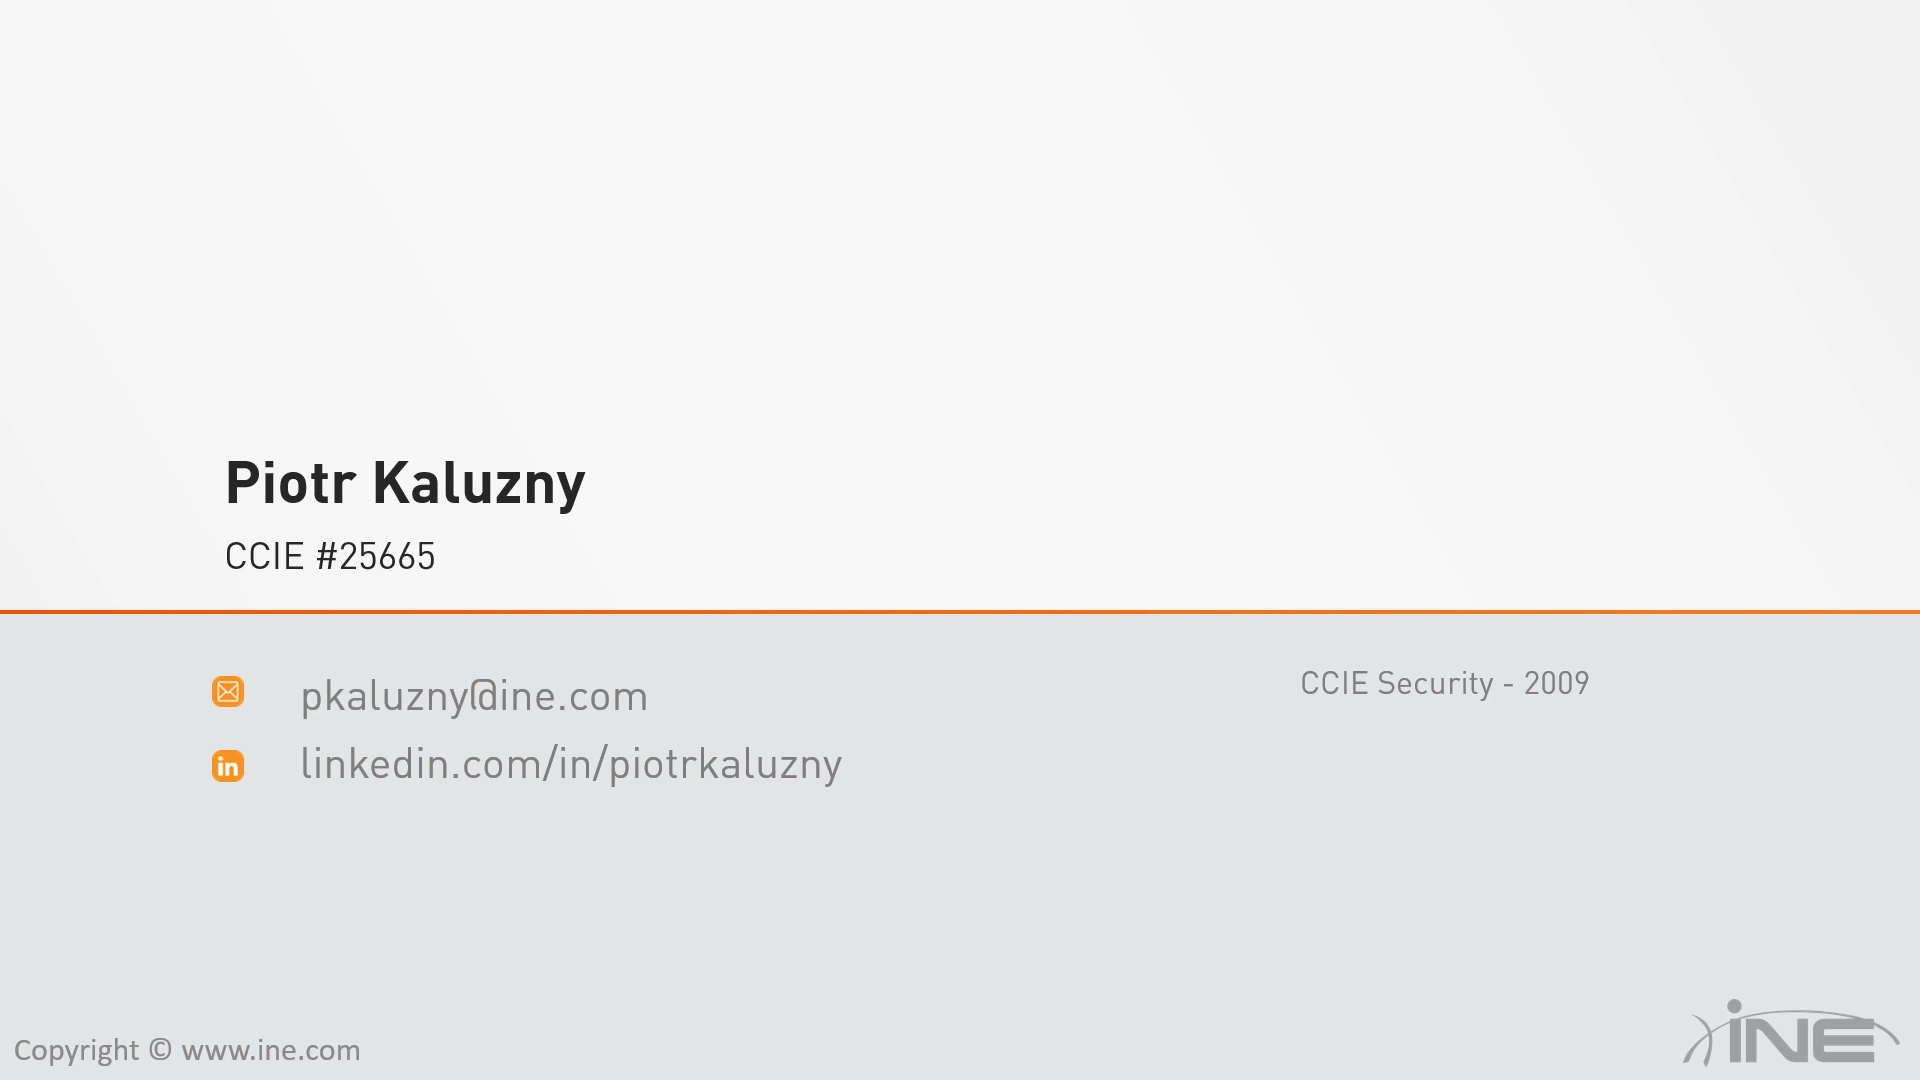 Piotr Kaluzny
CCIE #25665
pkaluzny@ine.com
linkedin.com/in/piotrkaluzny
CCIE Security - 2009
Copyright © www.ine.com
iNE